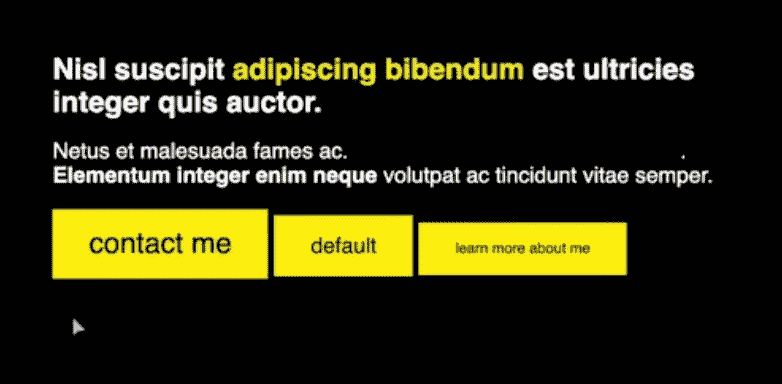 Nisl suscipit adipiscing bibendum est ultricies
integer quis auctor.
Netus et malesuada fames ac.
Elementum integer enim neque volutpat ac tincidunt vitae semper.
contact me default learn more about me